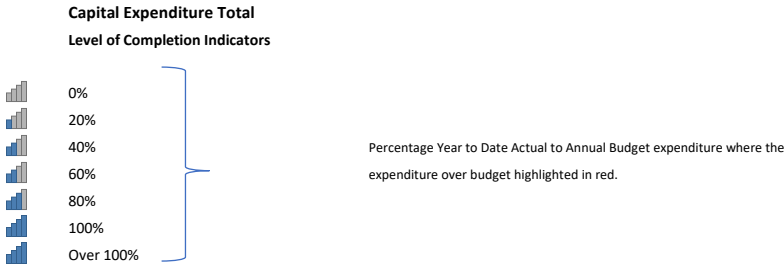 Capital Expenditure Total
Level of Completion Indicators
0%
20%
40%
60%
80%
100%
Over 100%
Percentage Year to Date Actual to Annual Budget expenditure where the
expenditure over budget highlighted in red.